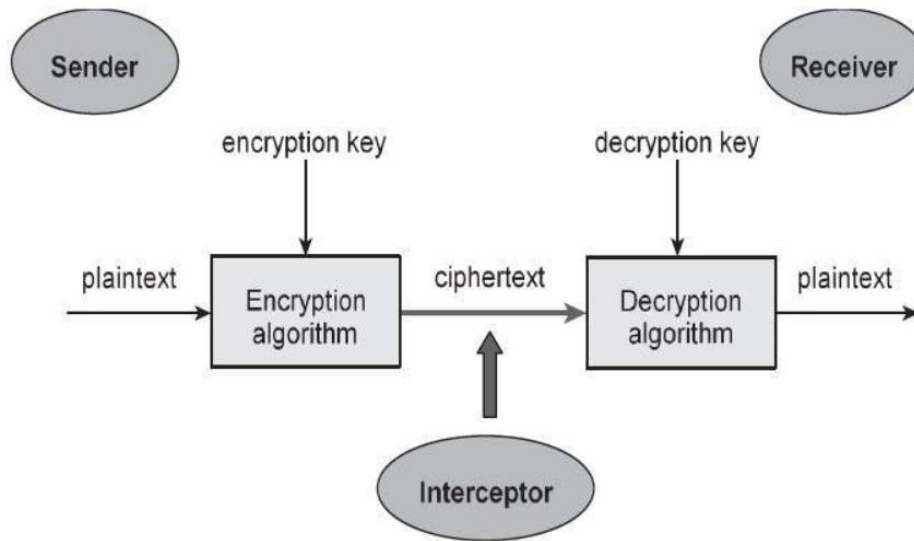 Sender
Receiver
encryption key
decryption key
plaintext
Encryption
algorithm
ciphertext
Decryption
algorithm
plaintext
Interceptor